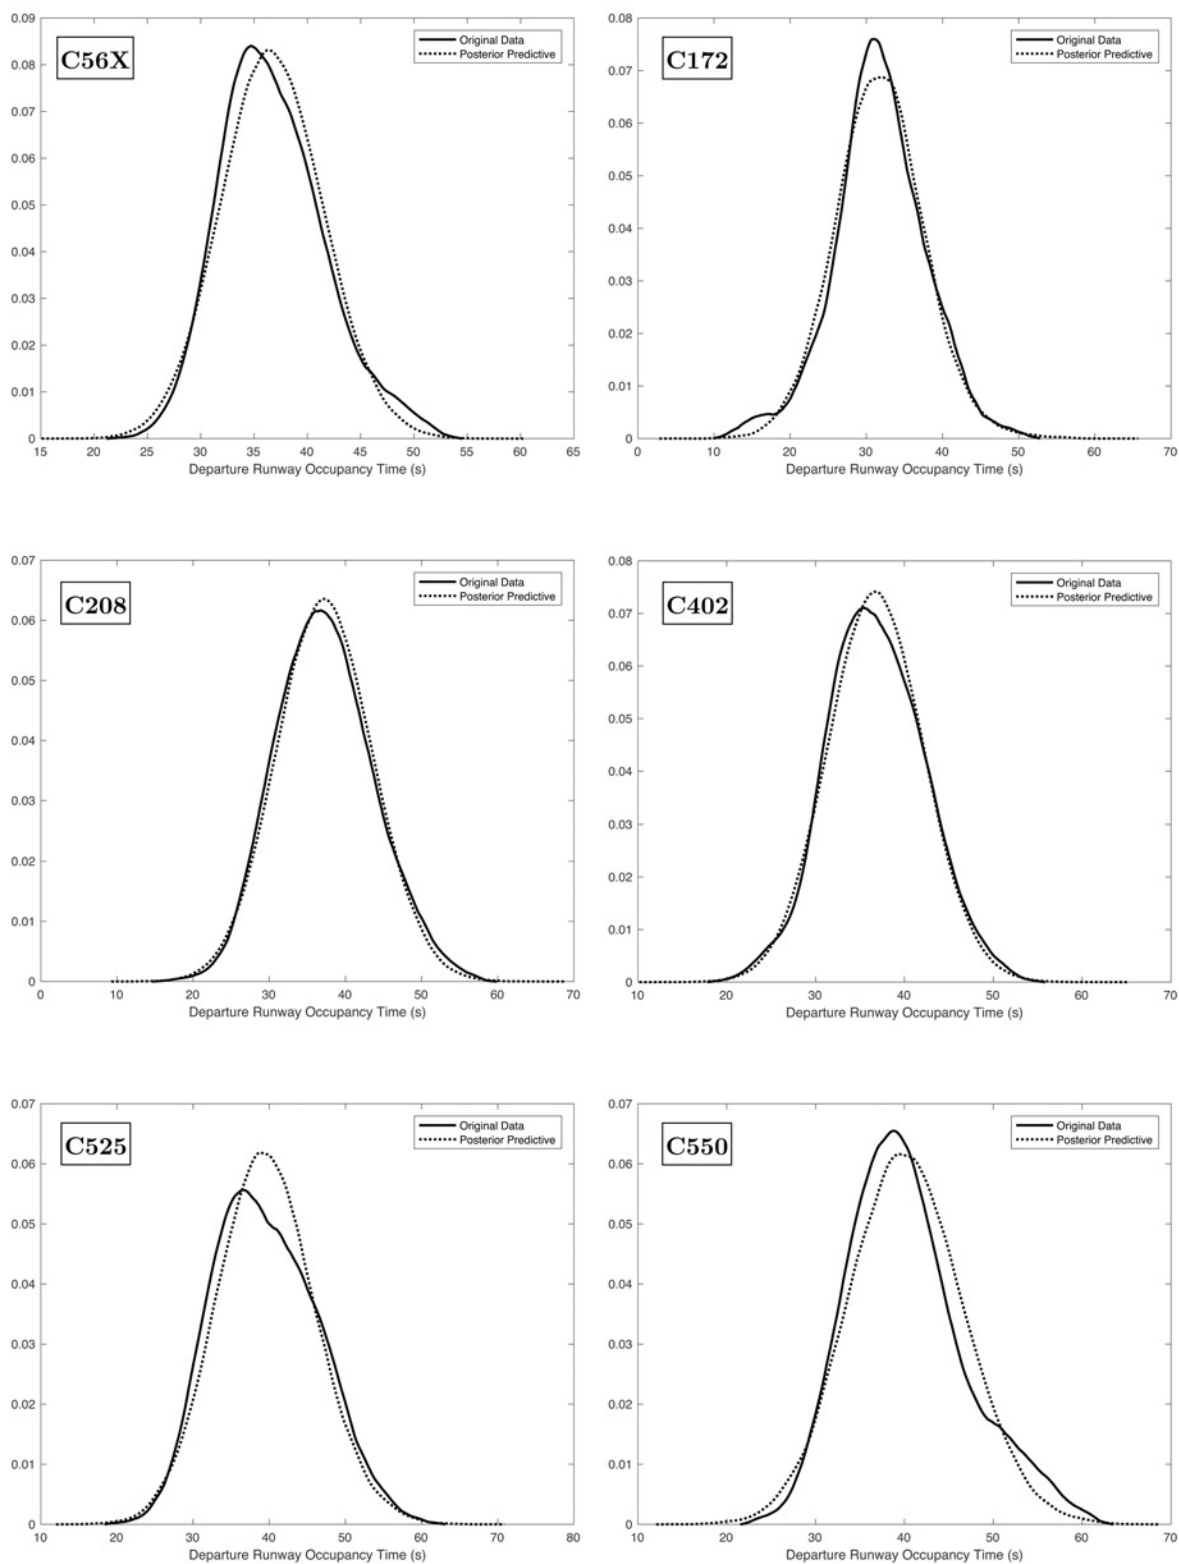 C56X
Original Data
Posterior Predictive
0.09
0.08
0.07
0.06
0.05
0.04
0.03
0.02
0.01
0
15 20 25 30 35 40 45 50 55 60 65
Departure Runway Occupancy Time (s)
C172
Original Data
Posterior Predictive
0.08
0.07
0.06
0.05
0.04
0.03
0.02
0.01
0
0 10 20 30 40 50 60 70
Departure Runway Occupancy Time (s)
C208
Original Data
Posterior Predictive
0.07
0.06
0.05
0.04
0.03
0.02
0.01
0
0 10 20 30 40 50 60 70
Departure Runway Occupancy Time (s)
C402
Original Data
Posterior Predictive
0.08
0.07
0.06
0.05
0.04
0.03
0.02
0.01
0
10 20 30 40 50 60 70
Departure Runway Occupancy Time (s)
C525
Original Data
Posterior Predictive
0.07
0.06
0.05
0.04
0.03
0.02
0.01
0
10 20 30 40 50 60 70 80
Departure Runway Occupancy Time (s)
C550
Original Data
Posterior Predictive
0.07
0.06
0.05
0.04
0.03
0.02
0.01
0
10 20 30 40 50 60 70
Departure Runway Occupancy Time (s)